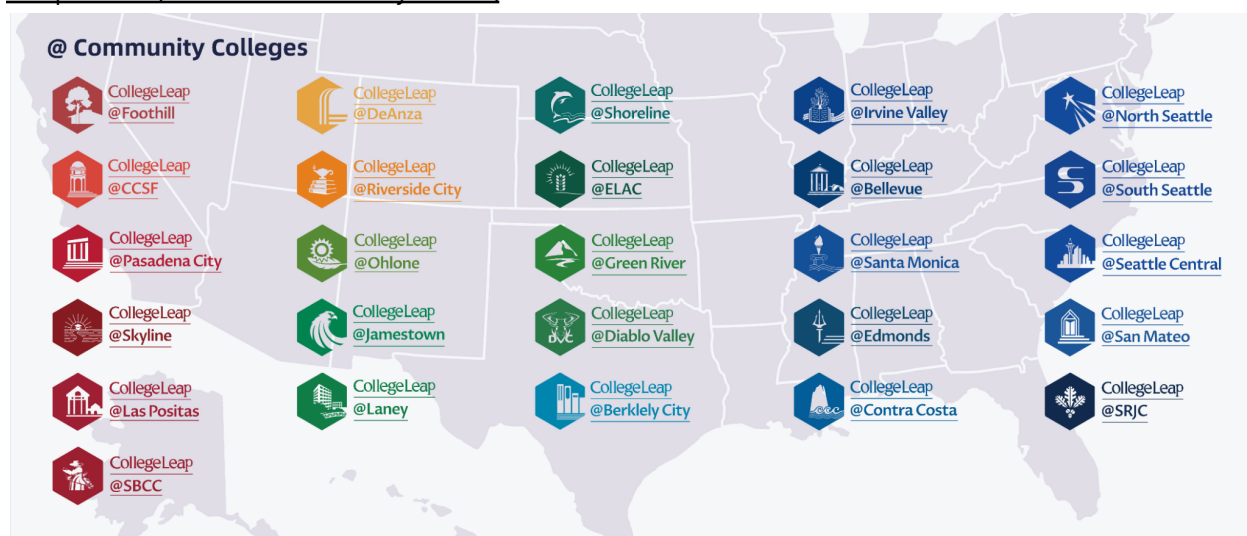 @ Community Colleges
CollegeLeap
@Foothill
CollegeLeap
@DeAnza
CollegeLeap
@Shoreline
CollegeLeap
@Irvine Valley
CollegeLeap
@North Seattle
CollegeLeap
@CCSF
CollegeLeap
@Riverside City
CollegeLeap
@ELAC
CollegeLeap
@Bellevue
CollegeLeap
@South Seattle
CollegeLeap
@Pasadena City
CollegeLeap
@Ohlone
CollegeLeap
@Green River
CollegeLeap
@Santa Monica
CollegeLeap
@Seattle Central
CollegeLeap
@Skyline
CollegeLeap
@Jamestown
DVC
CollegeLeap
@Diablo Valley
CollegeLeap
@Edmonds
CollegeLeap
@San Mateo
CollegeLeap
@Las Positas
CollegeLeap
@Laney
CollegeLeap
@Berklely City
ccc
CollegeLeap
@Contra Costa
CollegeLeap
@SRJC
CollegeLeap
@SBCC